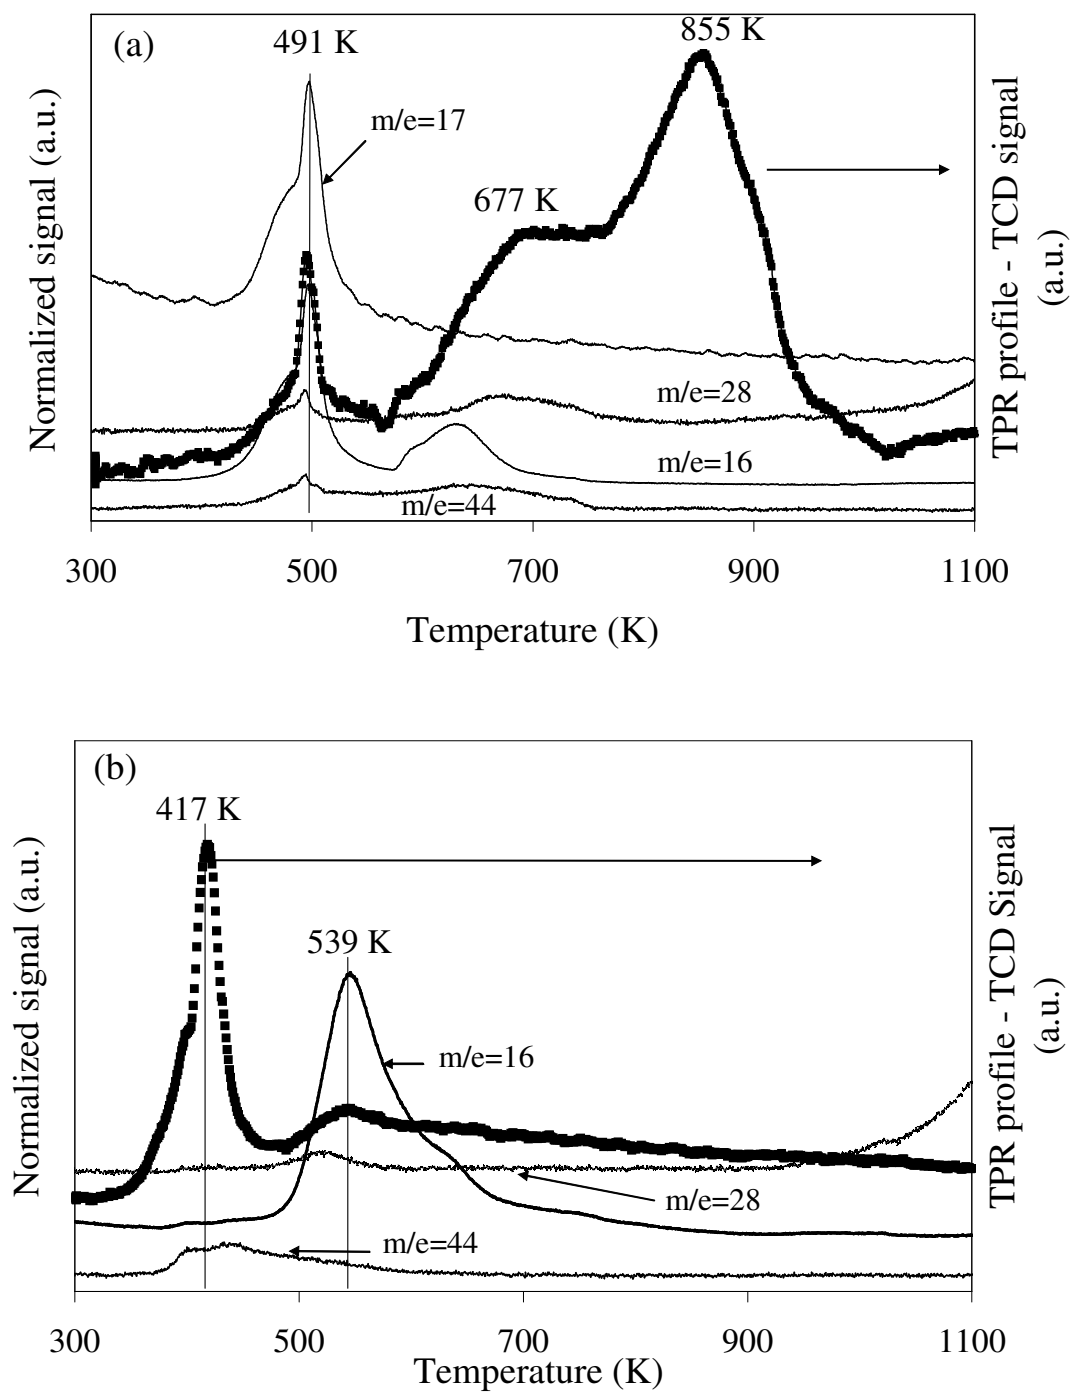 (a)
491 K
855 K
m/e=17
677 K
m/e=28
m/e=16
m/e=44
Normalized signal (a.u.)
TPR profile - TCD signal
(a.u.)
300 500 700 900 1100
Temperature (K)
(b)
417 K
539 K
m/e=16
m/e=28
m/e=44
Normalized signal (a.u.)
TPR profile - TCD Signal
(a.u.)
300 500 700 900 1100
Temperature (K)